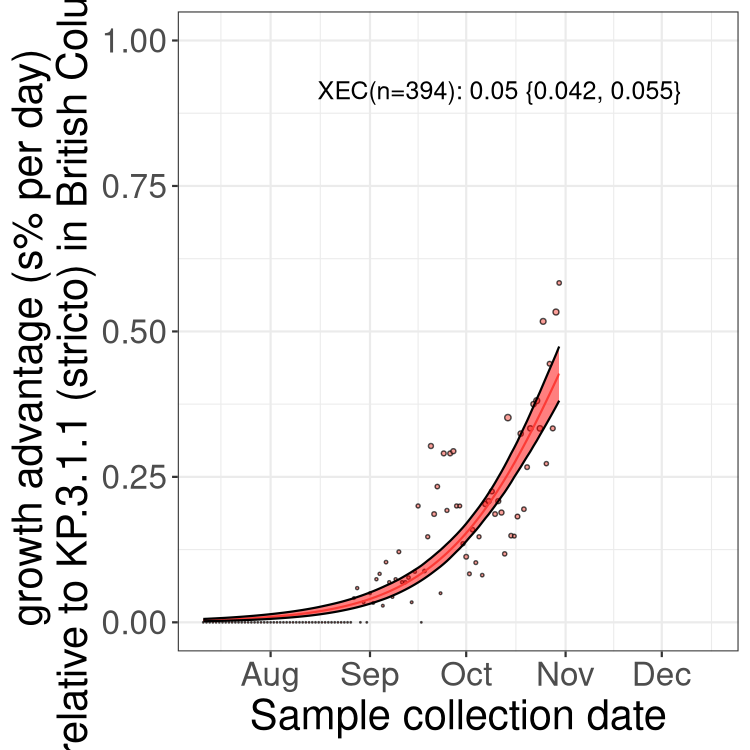 growth advantage (s% per day)
relative to KP.3.1.1 (stricto) in British
1.00
0.75
0.50
0.25
0.00
XEC(n=394): 0.05 {0.042, 0.055}
Aug Sep Oct Nov Dec
Sample collection date